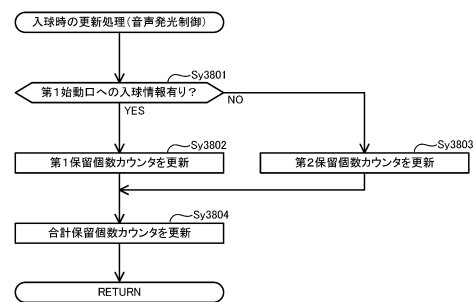 入球時の更新処理(音声発光制御)
Sy3801
第1始動口への入球情報有り?
NO
YES
Sy3802
第1保留個数カウンタを更新
Sy3803
第2保留個数カウンタを更新
Sy3804
合計保留個数カウンタを更新
RETURN